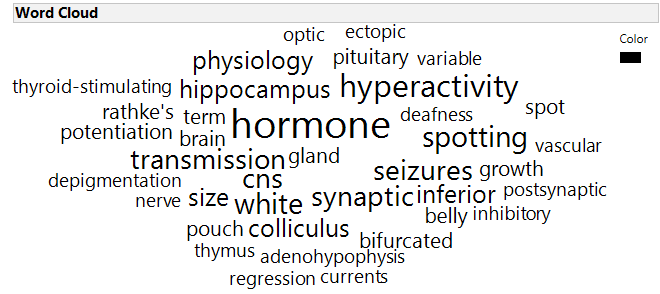 Word Cloud
optic ectopic
Color
physiology pituitary variable
thyroid-stimulating hippocampus hyperactivity
rathke's term hormone deafness spot
potentiation brain spotting vascular
transmission gland seizures growth
depigmentation cns synaptic inferior postsynaptic
nerve size white belly inhibitory
pouch colliculus bifurcated
thymus adenohypophysis
regression currents